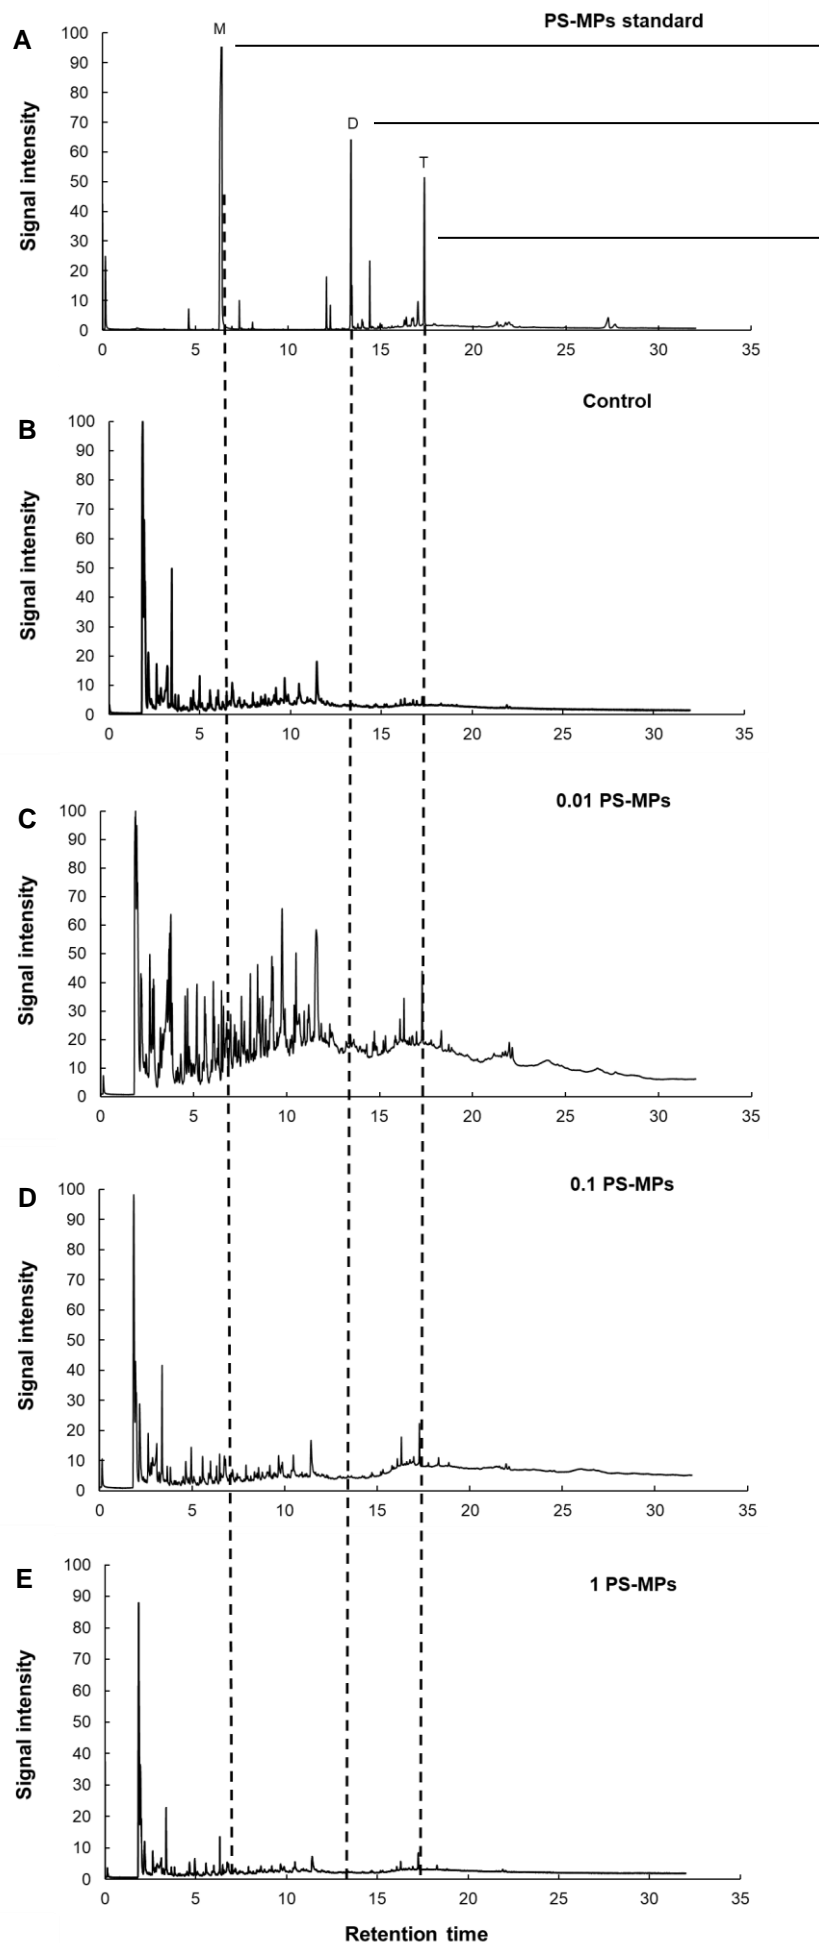 PS-MPs standard
A
M
D
T
Signal intensity
100
90
80
70
60
50
40
30
20
10
0
0 5 10 15 20 25 30 35
Control
B
Signal intensity
100
90
80
70
60
50
40
30
20
10
0
0 5 10 15 20 25 30 35
0.01 PS-MPs
C
Signal intensity
100
90
80
70
60
50
40
30
20
10
0
0 5 10 15 20 25 30 35
0.1 PS-MPs
D
Signal intensity
100
90
80
70
60
50
40
30
20
10
0
0 5 10 15 20 25 30 35
1 PS-MPs
E
Signal intensity
100
90
80
70
60
50
40
30
20
10
0
0 5 10 15 20 25 30 35
Retention time